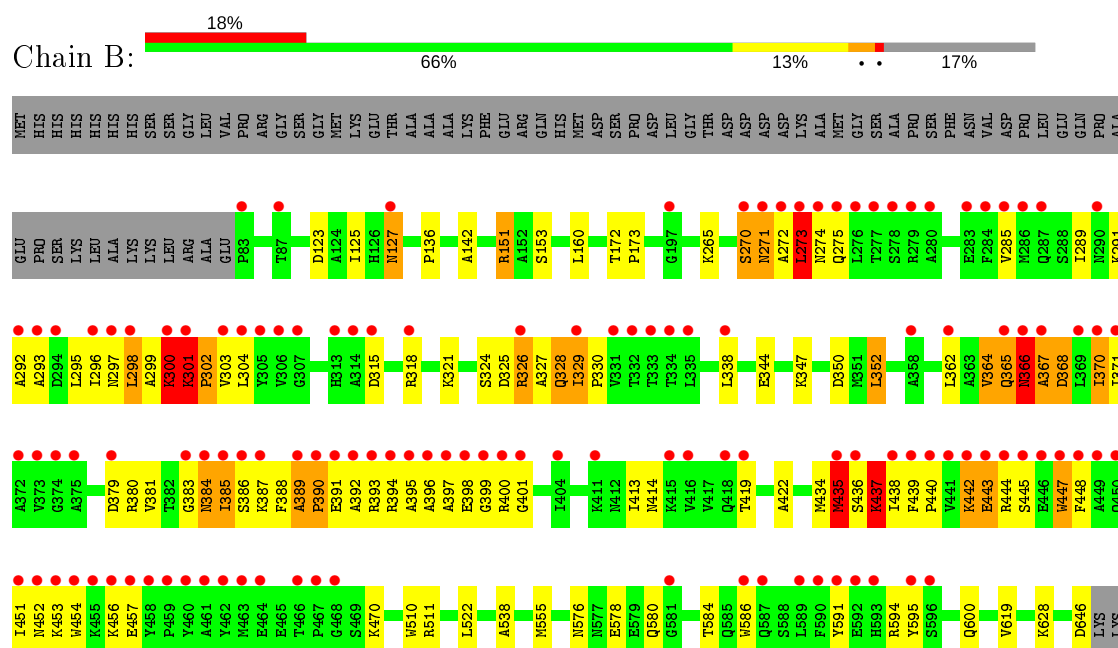 18%
Chain B:
66% 13% • • 17%
MET HIS HIS HIS HIS HIS HIS SER SER GLY LEU VAL PRO ARG GLY SER GLY MET LYS GLU THR ALA ALA ALA LYS PHE GLU ARG GLN HIS MET ASP SER PRO ASP LEU GLY THR ASP ASP ASP ASP LYS ALA MET GLY SER ALA PRO SER PHE ASN VAL ASP PRO LEU GLU GLN PRO ALA
GLU PRO SER LYS LEU ALA LYS LYS LEU ARG ALA GLU P83 T87 D123 A124 I125 H126 N127 P136 A142 R151 A152 S153 L160 T172 P173 G197 K265 S270 N271 A272 L273 N274 Q275 L276 T277 S278 R279 A280 E283 F284 V285 M286 Q287 S288 I289 N290 K291
A292 A293 D294 L295 I296 N297 L298 A299 K300 K301 P302 V303 L304 Y305 V306 G307 H313 A314 D315 R318 K321 S324 D325 R326 A327 Q328 I329 P330 V331 T332 T333 T334 L335 L338 E344 K347 D350 M351 L352 A358 L362 A363 V364 Q365 N366 A367 D368 L369 I370 I371
A372 V373 G374 A375 D379 R380 V381 T382 G383 N384 I385 S386 K387 F388 A389 P390 E391 A392 R393 R394 A395 A396 A397 E398 G399 R400 G401 I404 K411 N412 I413 N414 K415 V416 V417 Q418 T419 A422 M434 M435 S436 K437 I438 F439 P440 V441 K442 E443 R444 S445 E446 W447 F448 A449 Q450
I451 N452 K453 W454 K455 K456 E457 Y458 P459 Y460 A461 Y462 M463 E464 E465 T466 P467 G468 S469 K470 W510 R511 L522 A538 M555 N576 N577 E578 E579 Q580 G581 T584 Q585 W586 Q587 S588 L589 F590 Y591 E592 H593 R594 Y595 S596 Q600 V619 K628 D646 LYS LYS